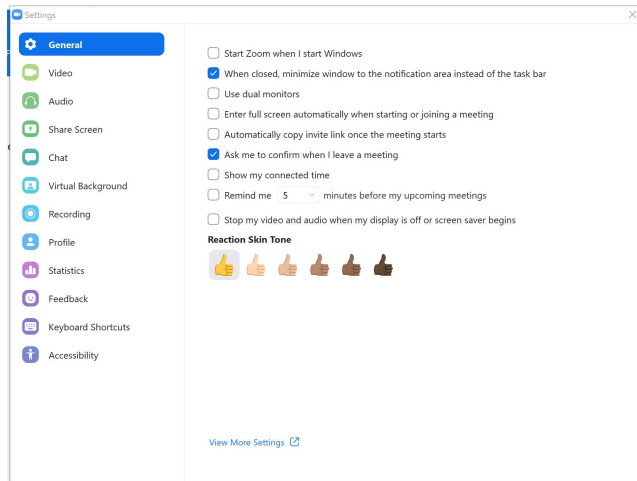 Settings
General
Video
Audio
Share Screen
Chat
Virtual Background
Recording
Profile
Statistics
Feedback
Keyboard Shortcuts
Accessibility
Start Zoom when I start Windows
When closed, minimize window to the notification area instead of the task bar
Use dual monitors
Enter full screen automatically when starting or joining a meeting
Automatically copy invite link once the meeting starts
Ask me to confirm when I leave a meeting
Show my connected time
Remind me 5 minutes before my upcoming meetings
Stop my video and audio when my display is off or screen saver begins
Reaction Skin Tone
View More Settings